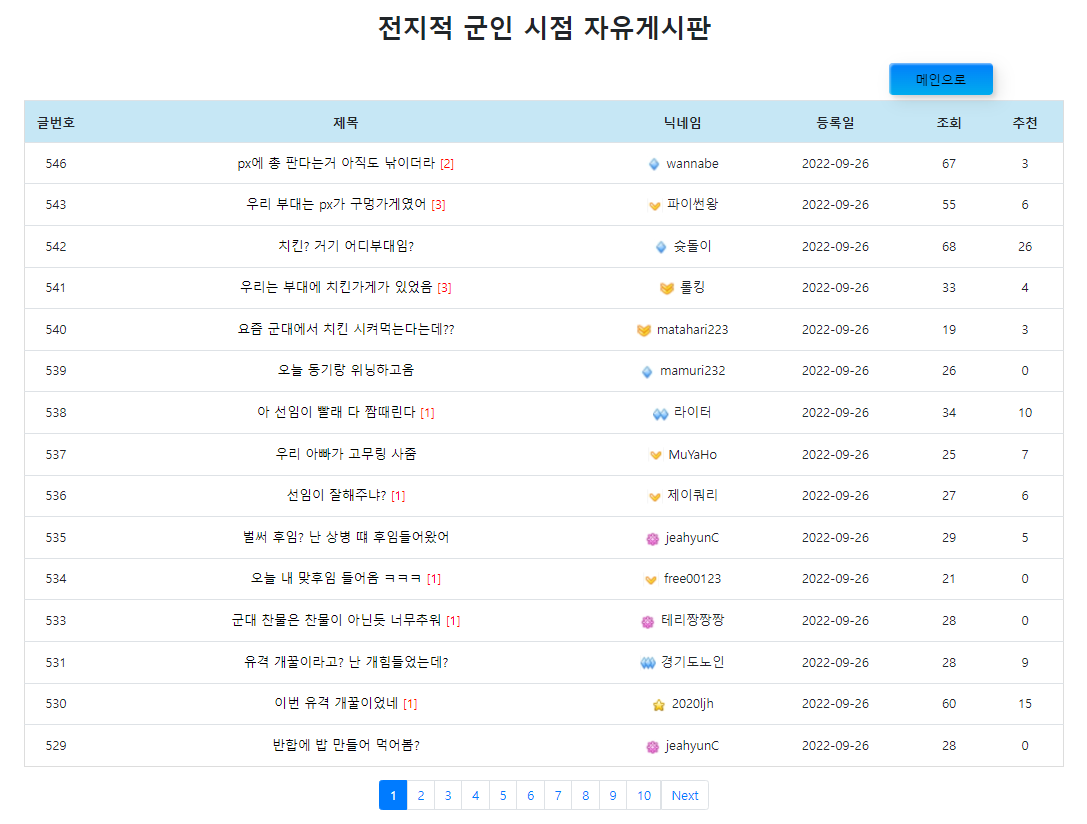 전지적 군인 시점 자유게시판
메인으로
글번호 제목 닉네임 등록일 조회 추천
546 px에 총 판다는거 아직도 낚이더라 [2] wannabe 2022-09-26 67 3
543 우리 부대는 px가 구멍가게였어 [3] 파이썬왕 2022-09-26 55 6
542 치킨? 거기 어디부대임? 슛돌이 2022-09-26 68 26
541 우리는 부대에 치킨가게가 있었음 [3] 롤킹 2022-09-26 33 4
540 요즘 군대에서 치킨 시켜먹는다는데?? matahari223 2022-09-26 19 3
539 오늘 동기랑 위닝하고옴 mamuri232 2022-09-26 26 0
538 아 선임이 빨래 다 짬때린다 [1] 라이터 2022-09-26 34 10
537 우리 아빠가 고무링 사줌 MuYaHo 2022-09-26 25 7
536 선임이 잘해주냐? [1] 제이쿼리 2022-09-26 27 6
535 벌써 후임? 난 상병 떄 후임들어왔어 jeahyunC 2022-09-26 29 5
534 오늘 내 맞후임 들어옴 ㅋㅋㅋ [1] free00123 2022-09-26 21 0
533 군대 찬물은 찬물이 아닌듯 너무추워 [1] 테리짱짱짱 2022-09-26 28 0
531 유격 개꿀이라고? 난 개힘들었는데? 경기도노인 2022-09-26 28 9
530 이번 유격 개꿀이었네 [1] 2020ljh 2022-09-26 60 15
529 반합에 밥 만들어 먹어봄? jeahyunC 2022-09-26 28 0
1 2 3 4 5 6 7 8 9 10 Next